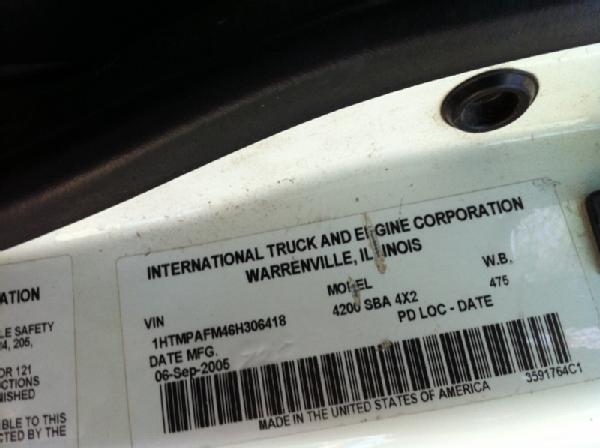 INTERNATIONAL TRUCK AND ENGINE CORPORATION
WARRENVILLE, ILLINOIS
VIN MODEL W.B.
1HTMPAFM46H306418 4200 SBA 4X2 475
DATE MFG. PD LOC - DATE
06-Sep-2005
3591764C1
MADE IN THE UNITED STATES OF AMERICA
ATION
LE SAFETY
4, 205,
OR 121
CTIONS
NISHED
BLE TO THIS
CTED BY THE